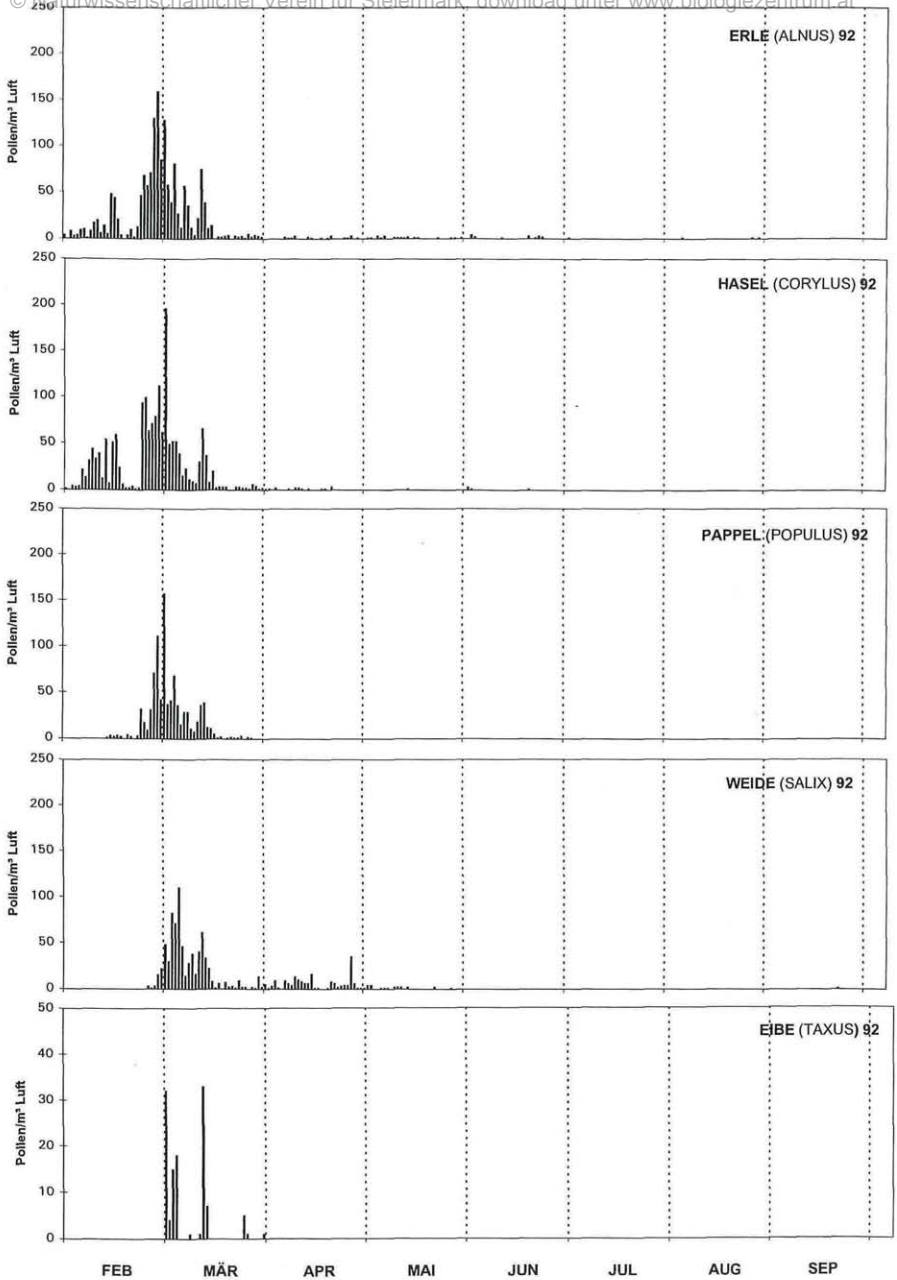 © Naturwissenschaftlicher Verein für Steiermark; download unter www.biologiezentrum.at
250
200
150
100
50
0
Pollen/m³ Luft
ERLE (ALNUS) 92
250
200
150
100
50
0
Pollen/m³ Luft
HASEL (CORYLUS) 92
250
200
150
100
50
0
Pollen/m³ Luft
PAPPEL (POPULUS) 92
250
200
150
100
50
0
Pollen/m³ Luft
WEIDE (SALIX) 92
50
40
30
20
10
0
Pollen/m³ Luft
EIBE (TAXUS) 92
FEB MÄR APR MAI JUN JUL AUG SEP